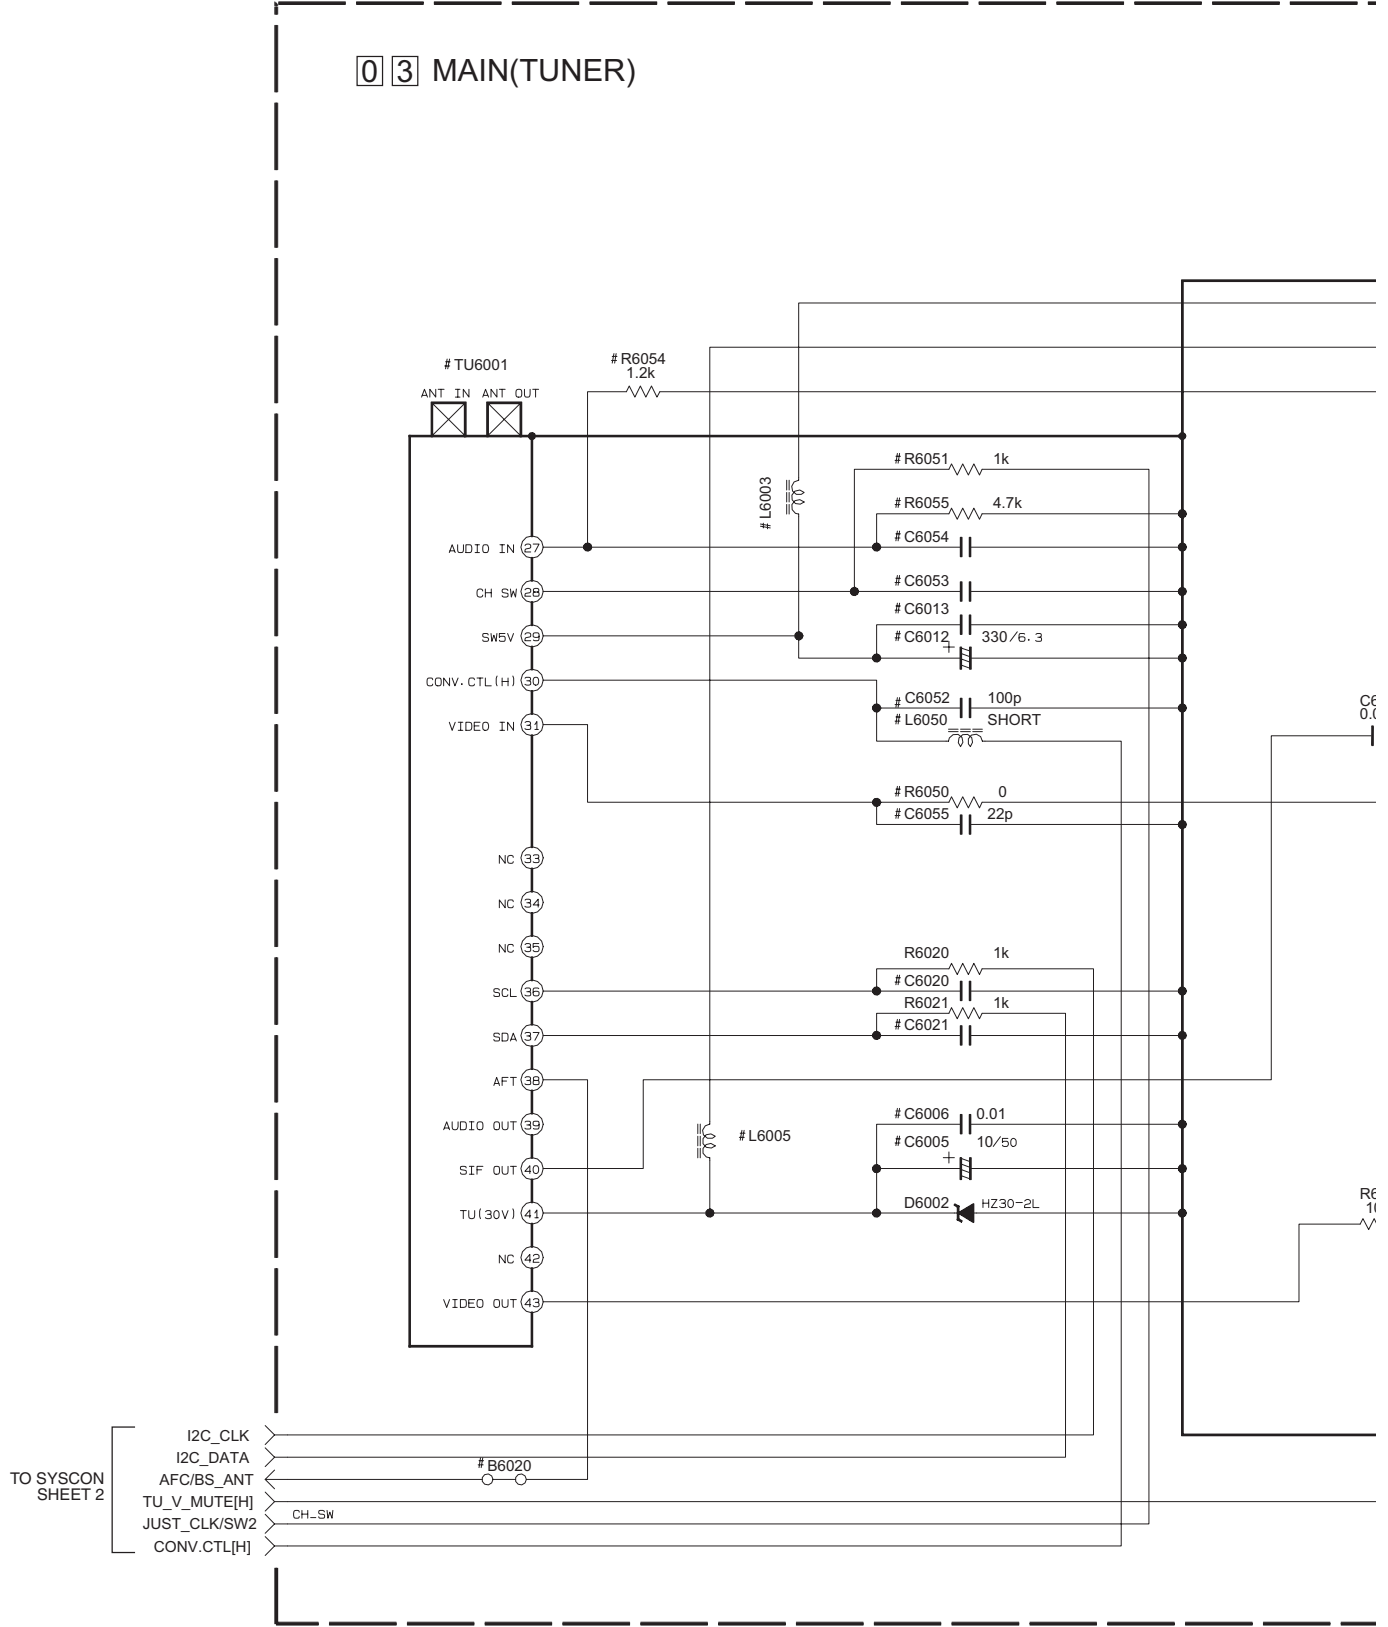 0 3 MAIN(TUNER)
# TU6001
ANT IN ANT OUT
# R6054
1.2k
# L6003
# R6051 1k
# R6055 4.7k
# C6054
# C6053
# C6013
# C6012 330/6.3
+
# C6052 100p
# L6050 SHORT
# R6050 0
# C6055 22p
R6020 1k
# C6020
R6021 1k
# C6021
# C6006 0.01
# C6005 10/50
+
D6002 HZ30-2L
# L6005
AUDIO IN 27
CH SW 28
SW5V 29
CONV.CTL(H) 30
VIDEO IN 31
NC 33
NC 34
NC 35
SCL 36
SDA 37
AFT 38
AUDIO OUT 39
SIF OUT 40
TU(30V) 41
NC 42
VIDEO OUT 43
TO SYSCON
SHEET 2
I2C_CLK
I2C_DATA
AFC/BS_ANT
# B6020
TU_V_MUTE[H]
JUST_CLK/SW2
CH_SW
CONV.CTL[H]